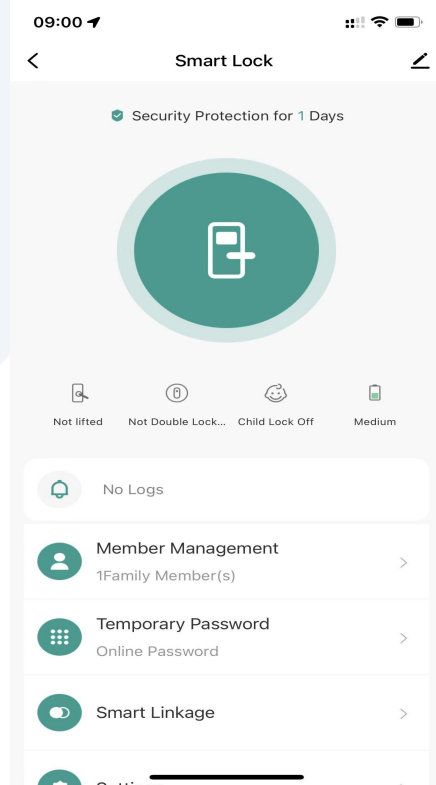 09:00
Smart Lock
Security Protection for 1 Days
Not lifted
Not Double Lock...
Child Lock Off
Medium
No Logs
Member Management
1Family Member(s)
Temporary Password
Online Password
Smart Linkage